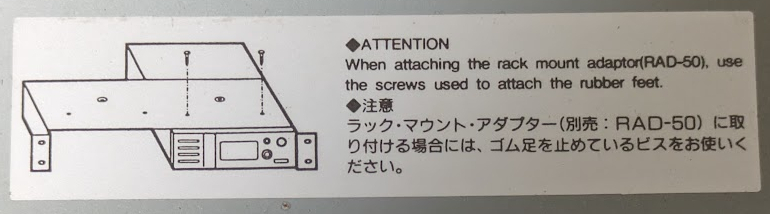 ◆ATTENTION
When attaching the rack mount adaptor(RAD-50), use
the screws used to attach the rubber feet.
◆注意
ラック・マウント・アダプター(別売：RAD-50) に取
り付ける場合には、ゴム足を止めているビスをお使いく
ださい。